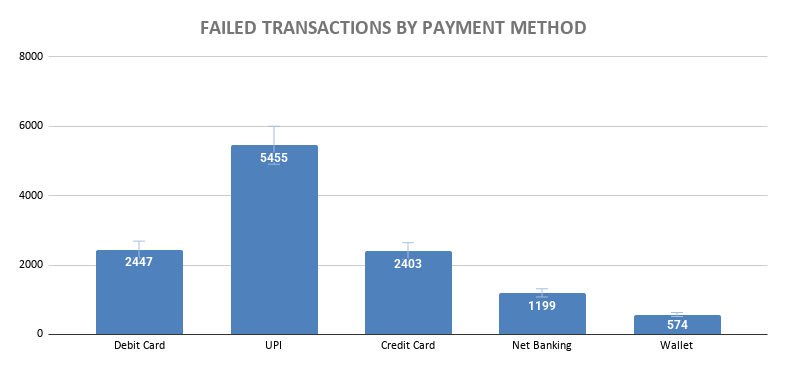 FAILED TRANSACTIONS BY PAYMENT METHOD
8000
6000
4000
2000
0
2447
5455
2403
1199
574
Debit Card
UPI
Credit Card
Net Banking
Wallet